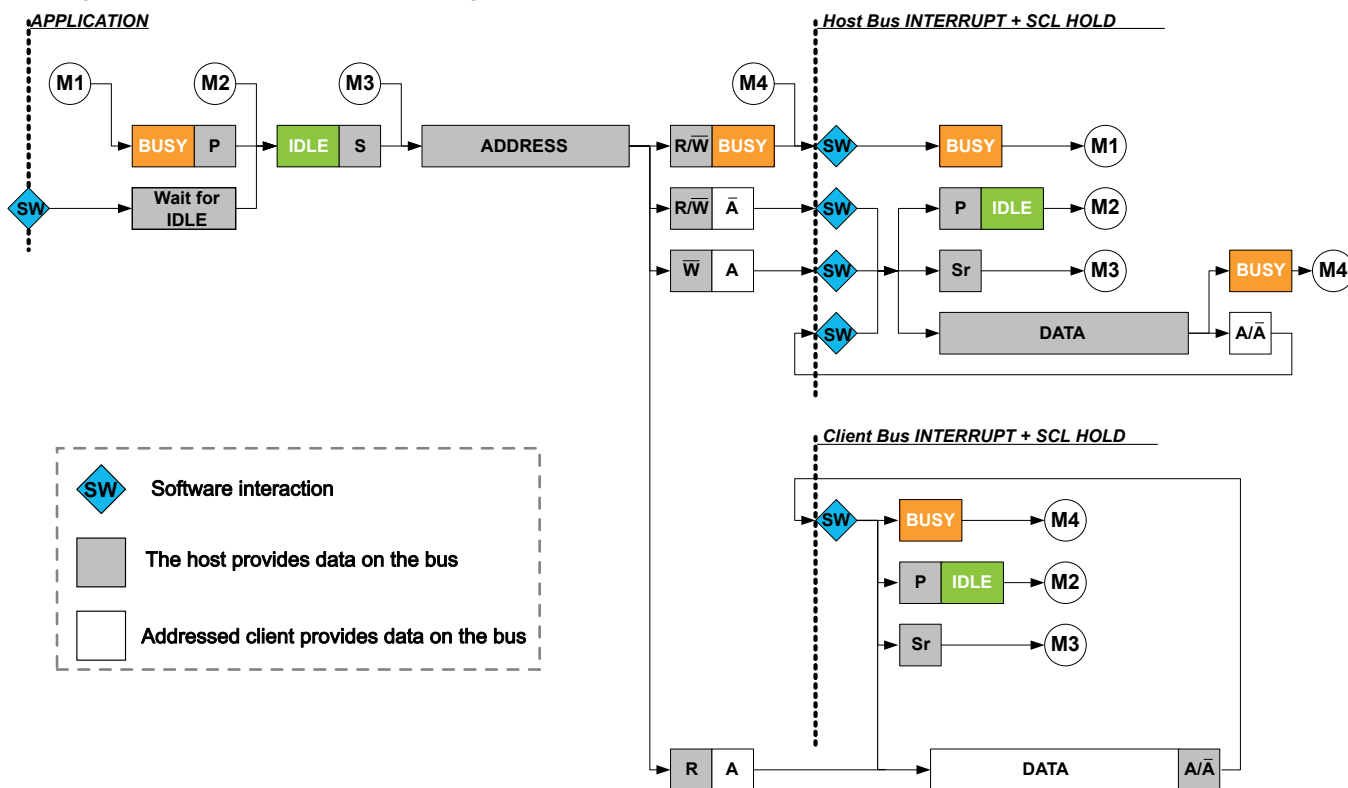 APPLICATION
Host Bus INTERRUPT + SCL HOLD
M1
M2
M3
M4
BUSY P
IDLE S
ADDRESS
R/W̅ BUSY
SW
BUSY
M1
SW
Wait for
IDLE
R/W̅ A̅
SW
P IDLE
M2
W̅ A
SW
Sr
M3
BUSY
M4
SW
DATA
A/A̅
Client Bus INTERRUPT + SCL HOLD
SW
Software interaction
The host provides data on the bus
Addressed client provides data on the bus
SW
BUSY
M4
P IDLE
M2
Sr
M3
R A
DATA
A/A̅